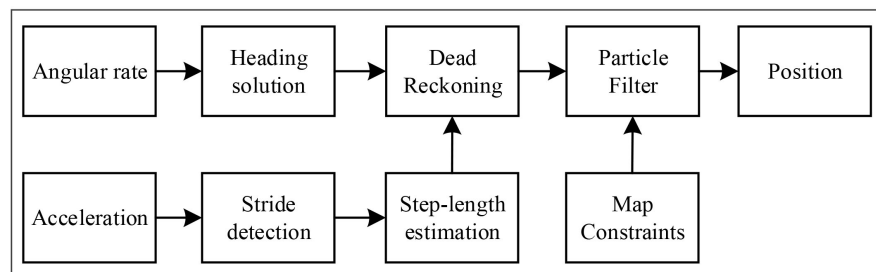 Angular rate
Heading
solution
Dead
Reckoning
Particle
Filter
Position
Acceleration
Stride
detection
Step-length
estimation
Map
Constraints